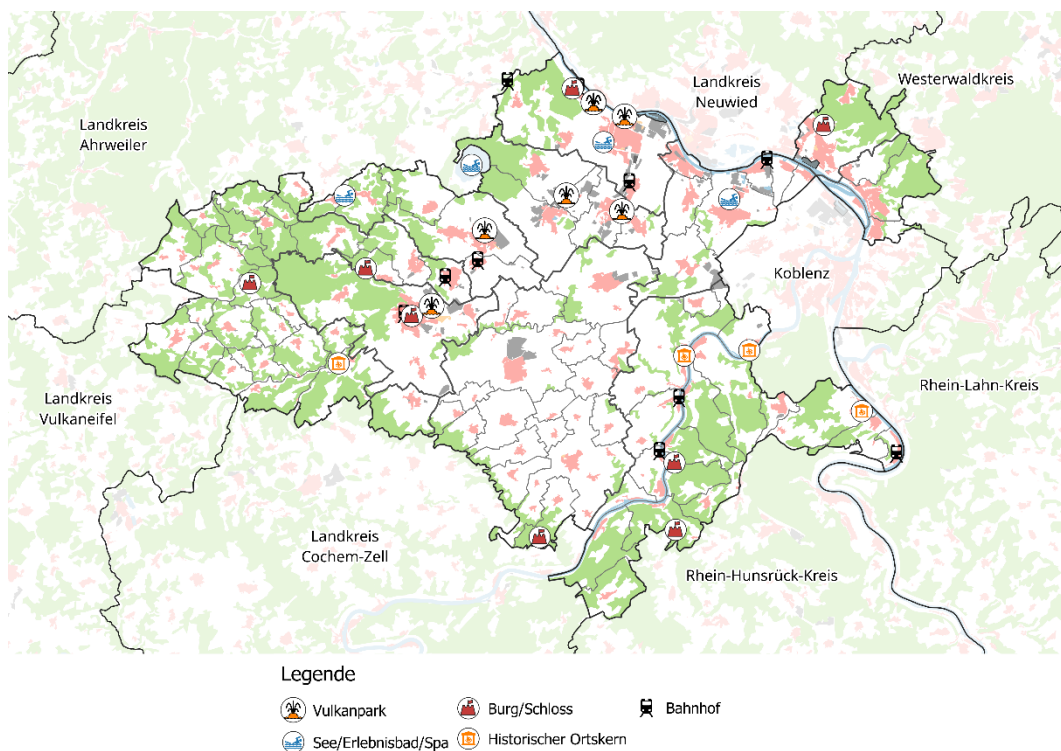 Landkreis
Neuwied
Westerwaldkreis
Landkreis
Ahrweiler
Koblenz
Landkreis
Vulkaneifel
Rhein-Lahn-Kreis
Landkreis
Cochem-Zell
Rhein-Hunsrück-Kreis
Legende
Vulkanpark
Burg/Schloss
Bahnhof
See/Erlebnisbad/Spa
Historischer Ortskern